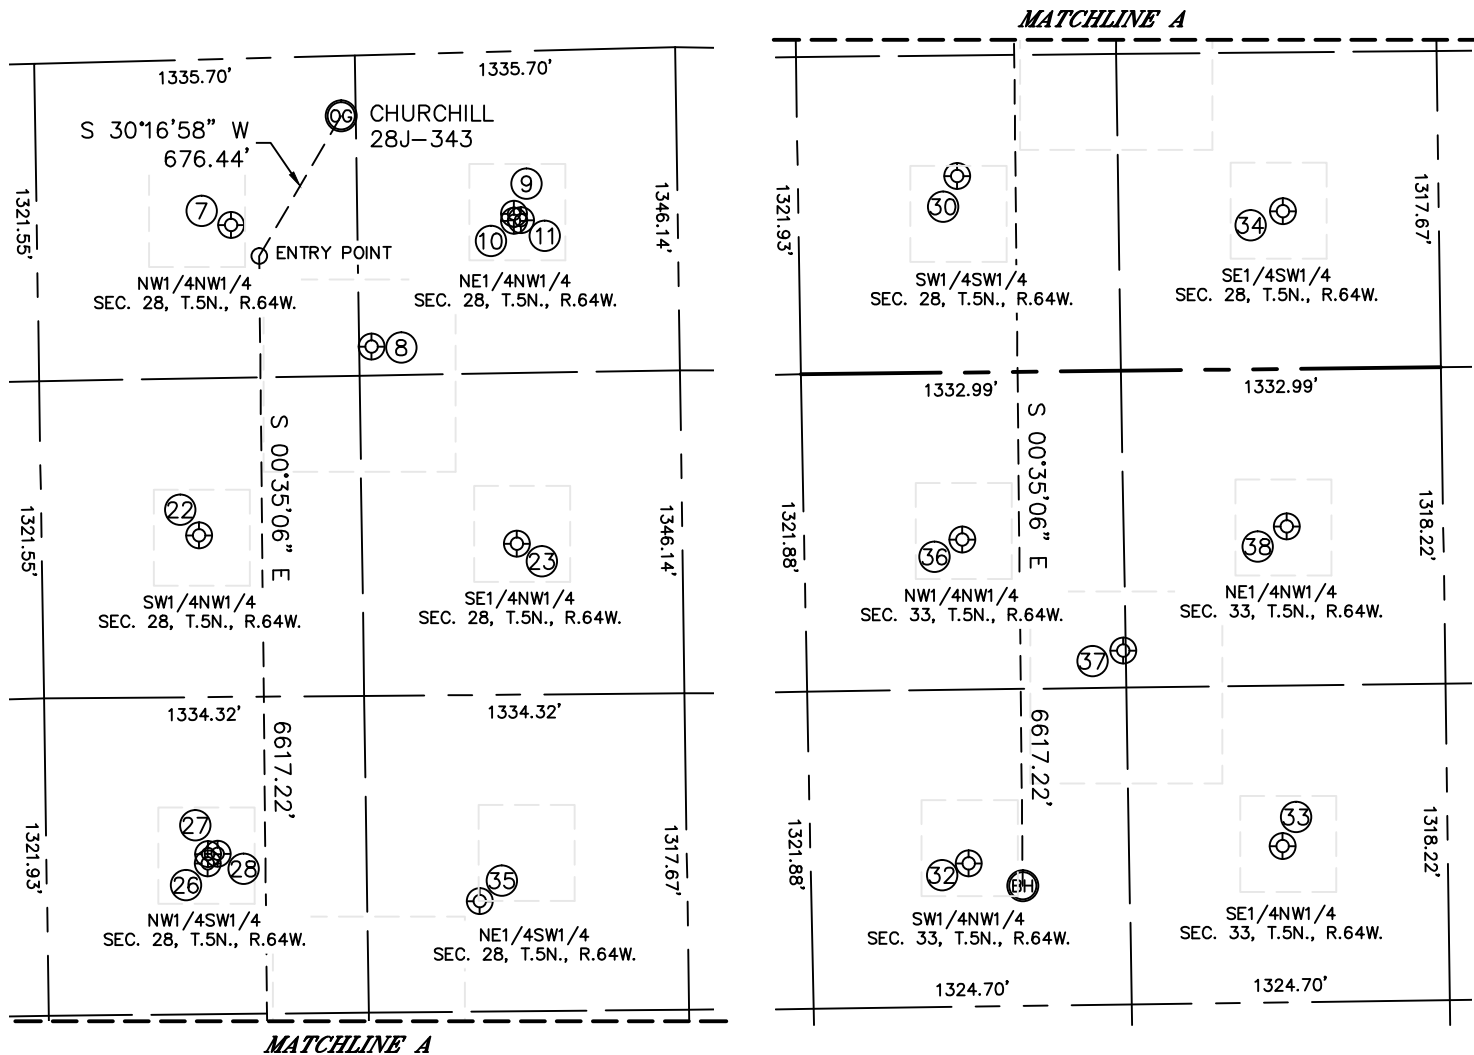 1335.70'
1335.70'
OG
CHURCHILL
28J-343
S 30°16'58" W
676.44'
1321.55'
1346.14'
7
9
10
11
ENTRY POINT
NW1/4NW1/4
SEC. 28, T.5N., R.64W.
NE1/4NW1/4
SEC. 28, T.5N., R.64W.
8
S 00°35'06" E
22
23
1321.55'
1346.14'
SW1/4NW1/4
SEC. 28, T.5N., R.64W.
SE1/4NW1/4
SEC. 28, T.5N., R.64W.
1334.32'
1334.32'
6617.22'
27
26
28
35
1321.93'
1317.67'
NW1/4SW1/4
SEC. 28, T.5N., R.64W.
NE1/4SW1/4
SEC. 28, T.5N., R.64W.
MATCHLINE A
MATCHLINE A
1321.93'
1317.67'
30
34
SW1/4SW1/4
SEC. 28, T.5N., R.64W.
SE1/4SW1/4
SEC. 28, T.5N., R.64W.
1332.99'
1332.99'
S 00°35'06" E
1321.88'
1318.22'
36
38
NW1/4NW1/4
SEC. 33, T.5N., R.64W.
NE1/4NW1/4
SEC. 33, T.5N., R.64W.
37
6617.22'
1321.88'
1318.22'
32
33
BH
SW1/4NW1/4
SEC. 33, T.5N., R.64W.
SE1/4NW1/4
SEC. 33, T.5N., R.64W.
1324.70'
1324.70'